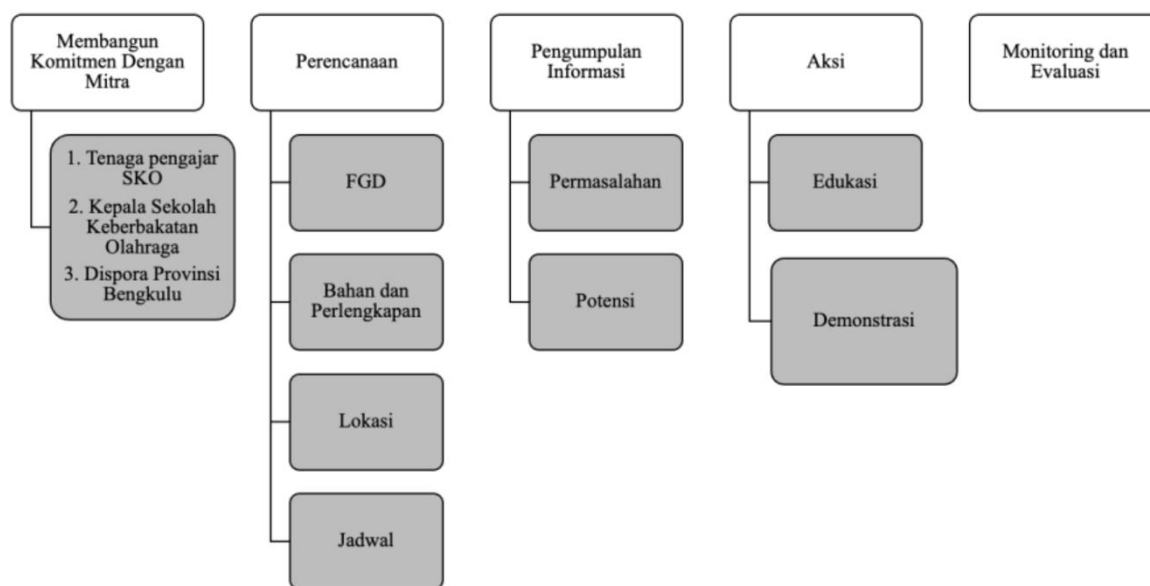 Membangun
Komitmen Dengan
Mitra
1. Tenaga pengajar
SKO
2. Kepala Sekolah
Keberbakatan
Olahraga
3. Dispora Provinsi
Bengkulu
Perencanaan
FGD
Bahan dan
Perlengkapan
Lokasi
Jadwal
Pengumpulan
Informasi
Permasalahan
Potensi
Aksi
Edukasi
Demonstrasi
Monitoring dan
Evaluasi